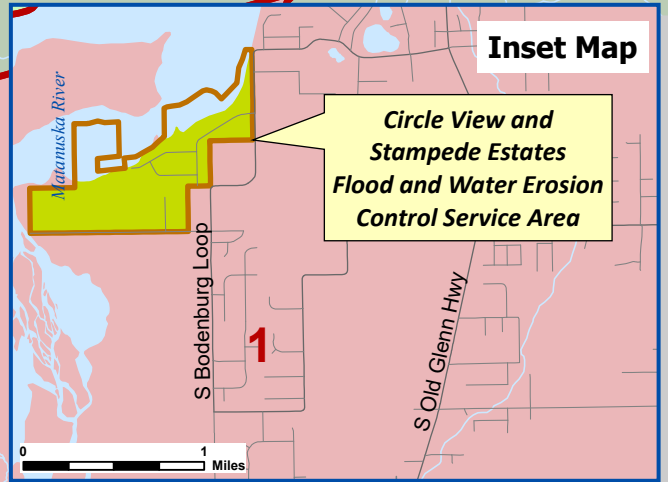 Inset Map
Matanuska River
Circle View and
Stampede Estates
Flood and Water Erosion
Control Service Area
S Bodenburg Loop
1
S Old Glenn Hwy
0 1
Miles